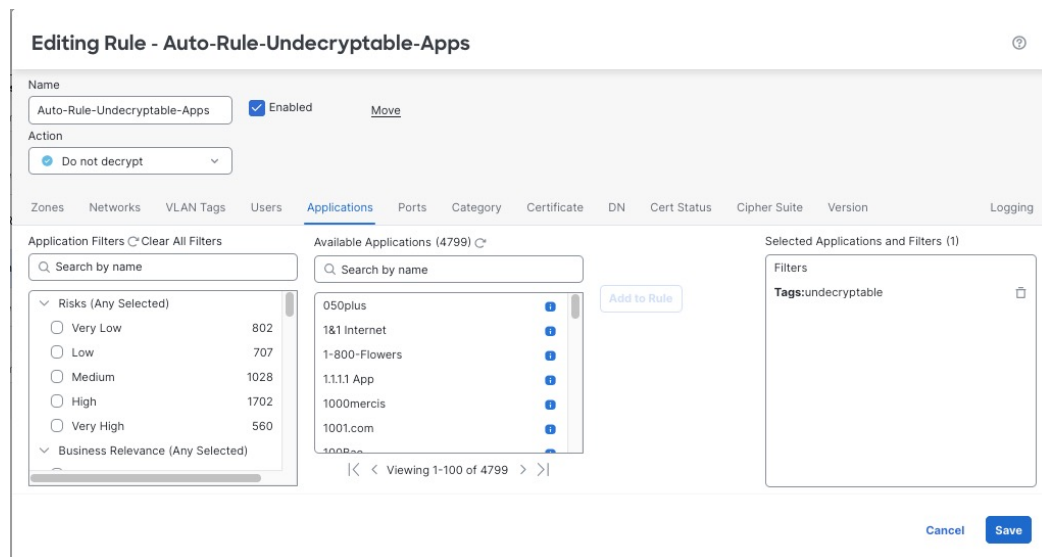 Editing Rule - Auto-Rule-Undecryptable-Apps
Name
Auto-Rule-Undecryptable-Apps
Enabled
Move
Action
Do not decrypt
Zones Networks VLAN Tags Users Applications Ports Category Certificate DN Cert Status Cipher Suite Version Logging
Application Filters Clear All Filters
Search by name
Risks (Any Selected)
Very Low 802
Low 707
Medium 1028
High 1702
Very High 560
Business Relevance (Any Selected)
Available Applications (4799)
Search by name
050plus
1&1 Internet
1-800-Flowers
1.1.1.1 App
1000mercis
1001.com
Viewing 1-100 of 4799
Add to Rule
Selected Applications and Filters (1)
Filters
Tags:undecryptable
Cancel
Save